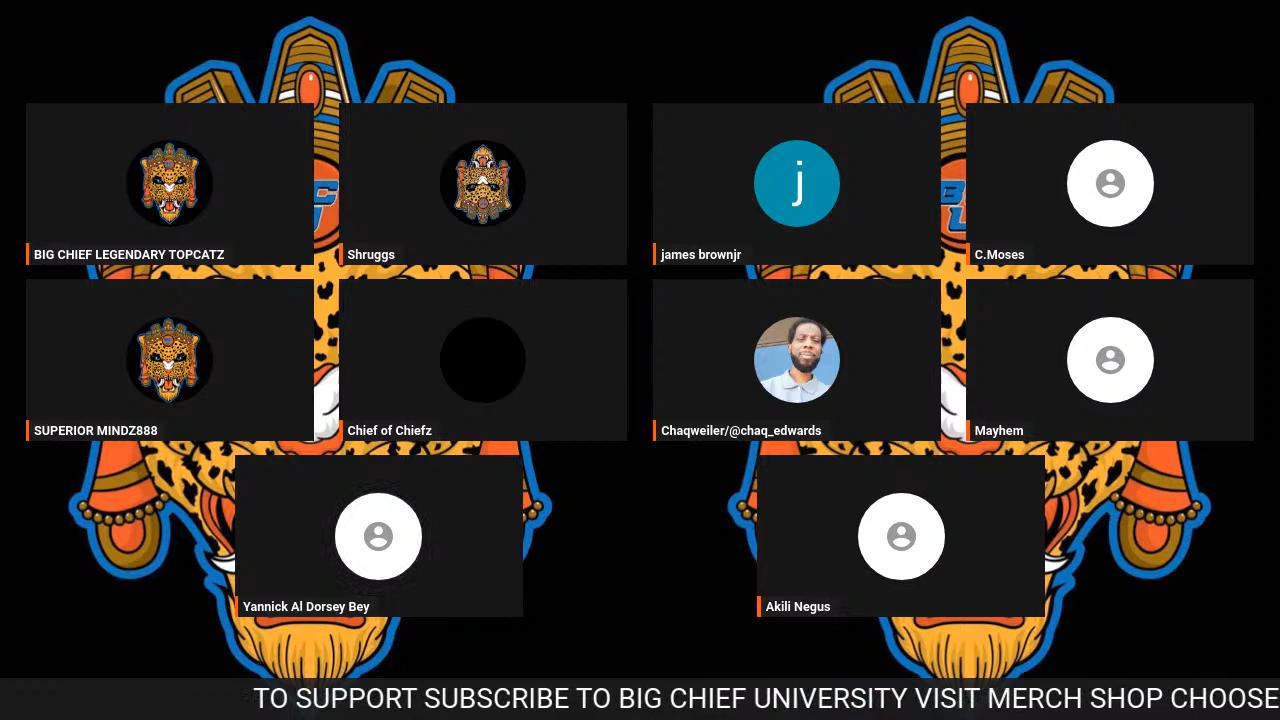 BIG CHIEF LEGENDARY TOPCATZ
Shruggs
j
james brownjr
C.Moses
SUPERIOR MINDZ888
Chief of Chiefz
Chaqweiler/@chaq_edwards
Mayhem
Yannick Al Dorsey Bey
Akili Negus
TO SUPPORT SUBSCRIBE TO BIG CHIEF UNIVERSITY VISIT MERCH SHOP CHOOSE